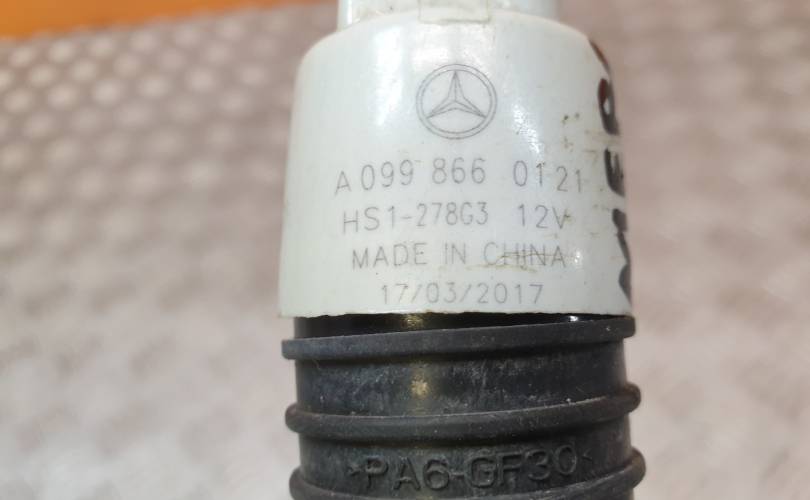 A 099 866 0121
HS1-278G3 12V
MADE IN CHINA
17/03/2017
>PA6-GF30<